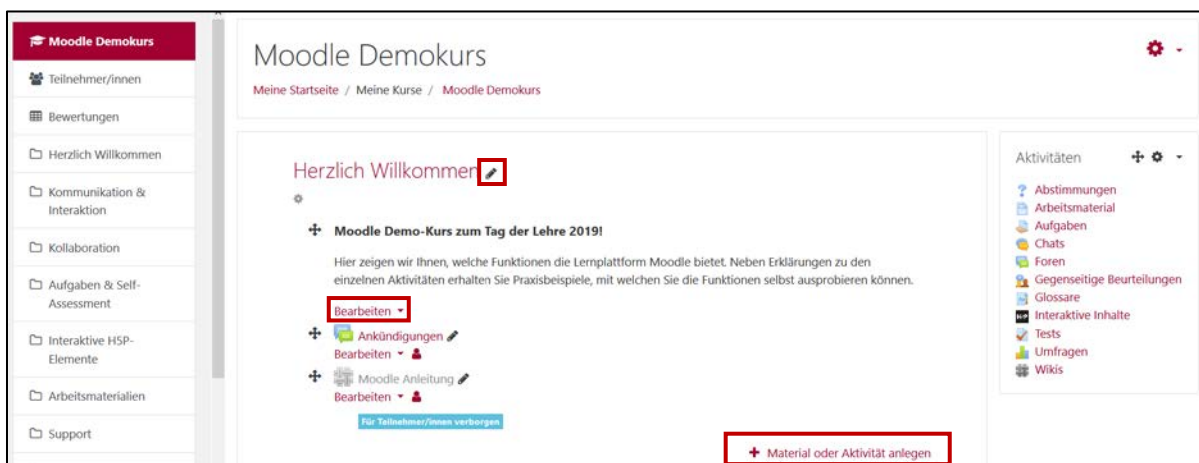 Moodle Demokurs
Teilnehmer/innen
Bewertungen
Herzlich Willkommen
Kommunikation &
Interaktion
Kollaboration
Aufgaben & Self-
Assessment
Interaktive H5P-
Elemente
Arbeitsmaterialien
Support
Moodle Demokurs
Meine Startseite / Meine Kurse / Moodle Demokurs
Herzlich Willkommen
Moodle Demo-Kurs zum Tag der Lehre 2019!
Hier zeigen wir Ihnen, welche Funktionen die Lernplattform Moodle bietet. Neben Erklärungen zu den
einzelnen Aktivitäten erhalten Sie Praxisbeispiele, mit welchen Sie die Funktionen selbst ausprobieren können.
Bearbeiten
Ankündigungen
Bearbeiten
Moodle Anleitung
Bearbeiten
Für Teilnehmer/innen verborgen
+ Material oder Aktivität anlegen
Aktivitäten
Abstimmungen
Arbeitsmaterial
Aufgaben
Chats
Foren
Gegenseitige Beurteilungen
Glossare
H5P Interaktive Inhalte
Tests
Umfragen
Wikis